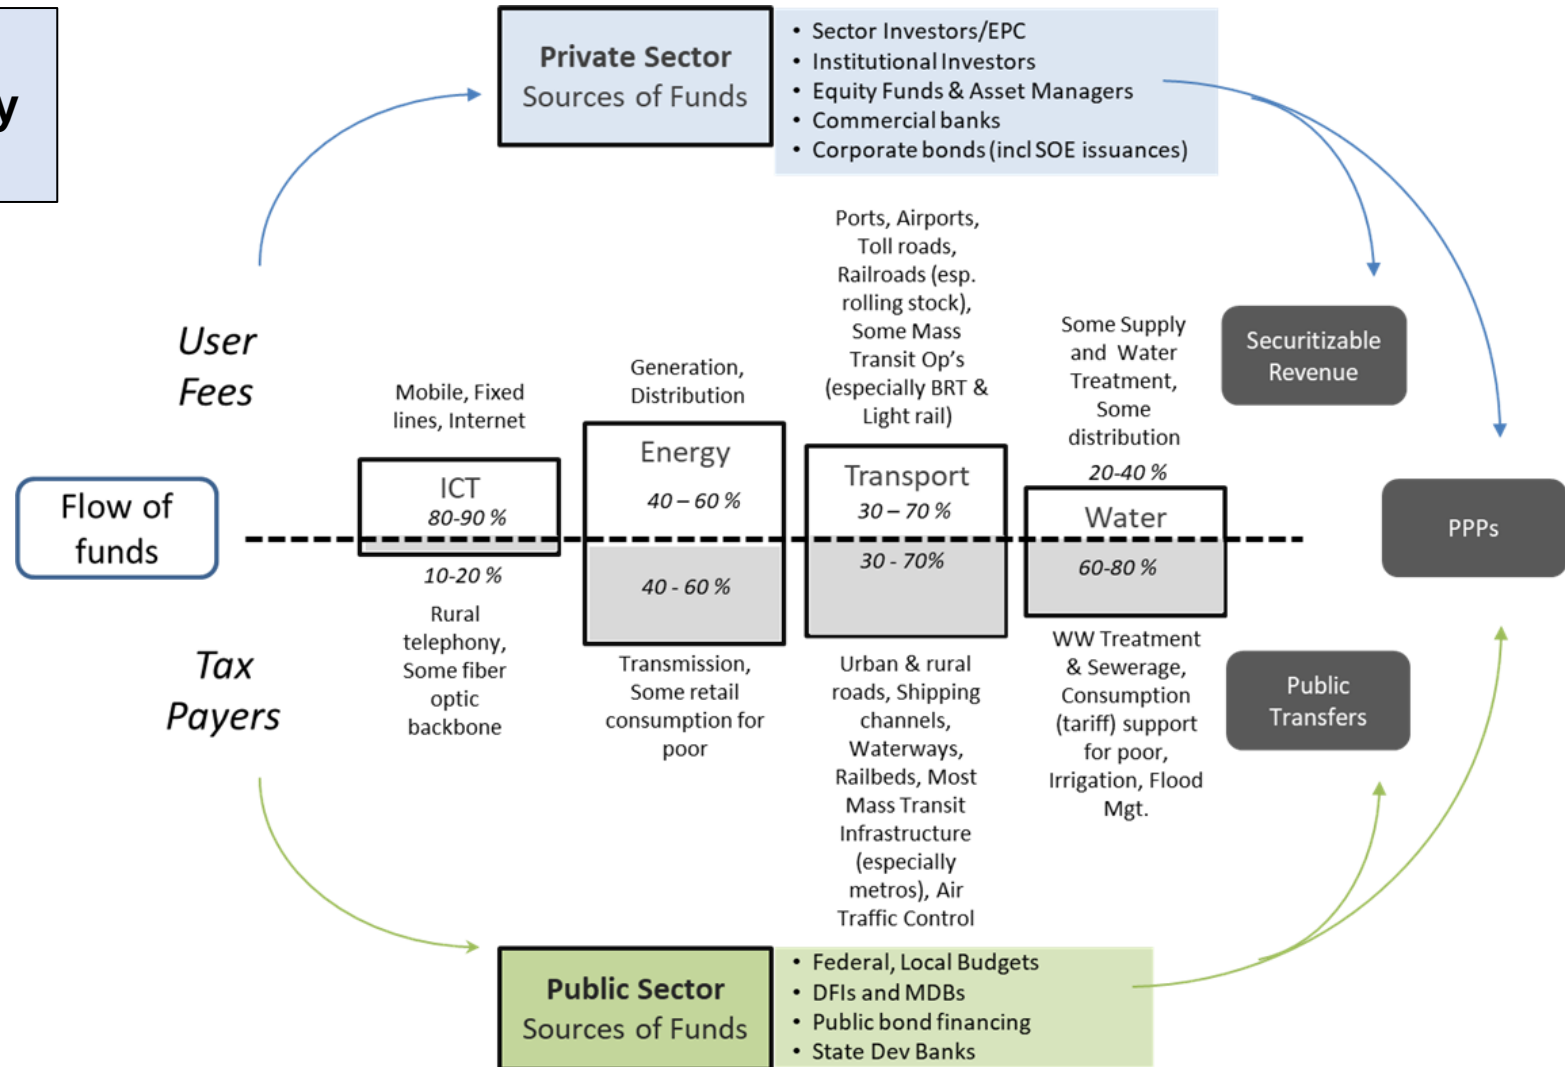 y
Private Sector
Sources of Funds
• Sector Investors/EPC
• Institutional Investors
• Equity Funds & Asset Managers
• Commercial banks
• Corporate bonds (incl SOE issuances)
User
Fees
Mobile, Fixed
lines, Internet
Generation,
Distribution
Ports, Airports,
Toll roads,
Railroads (esp.
rolling stock),
Some Mass
Transit Op's
(especially BRT &
Light rail)
Some Supply
and Water
Treatment,
Some
distribution
20-40 %
Securitizable
Revenue
Flow of
funds
ICT
80-90 %
Energy
40 – 60 %
Transport
30 – 70 %
Water
PPPs
10-20 %
40 - 60 %
30 - 70%
60-80 %
Tax
Payers
Rural
telephony,
Some fiber
optic
backbone
Transmission,
Some retail
consumption for
poor
Urban & rural
roads, Shipping
channels,
Waterways,
Railbeds, Most
Mass Transit
Infrastructure
(especially
metros), Air
Traffic Control
WW Treatment
& Sewerage,
Consumption
(tariff) support
for poor,
Irrigation, Flood
Mgt.
Public
Transfers
Public Sector
Sources of Funds
• Federal, Local Budgets
• DFIs and MDBs
• Public bond financing
• State Dev Banks